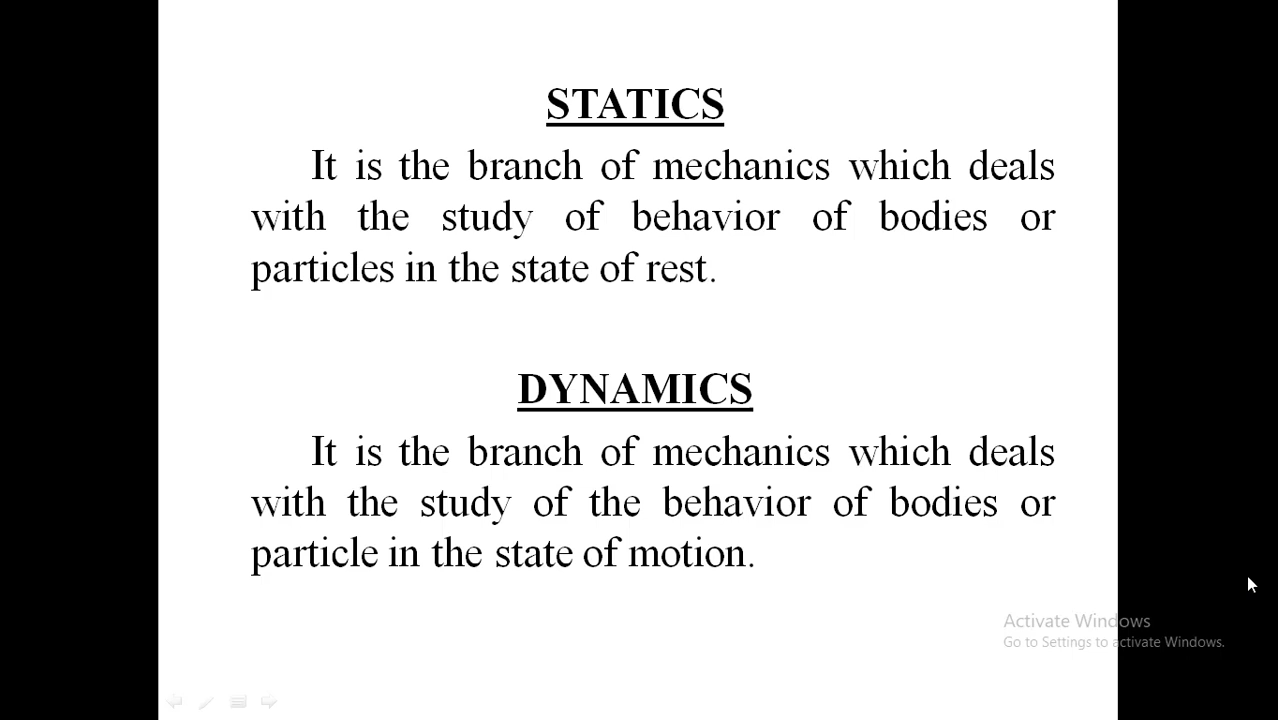 STATICS
It is the branch of mechanics which deals
with the study of behavior of bodies or
particles in the state of rest.
DYNAMICS
It is the branch of mechanics which deals
with the study of the behavior of bodies or
particle in the state of motion.
Activate Windows
Go to Settings to activate Windows.